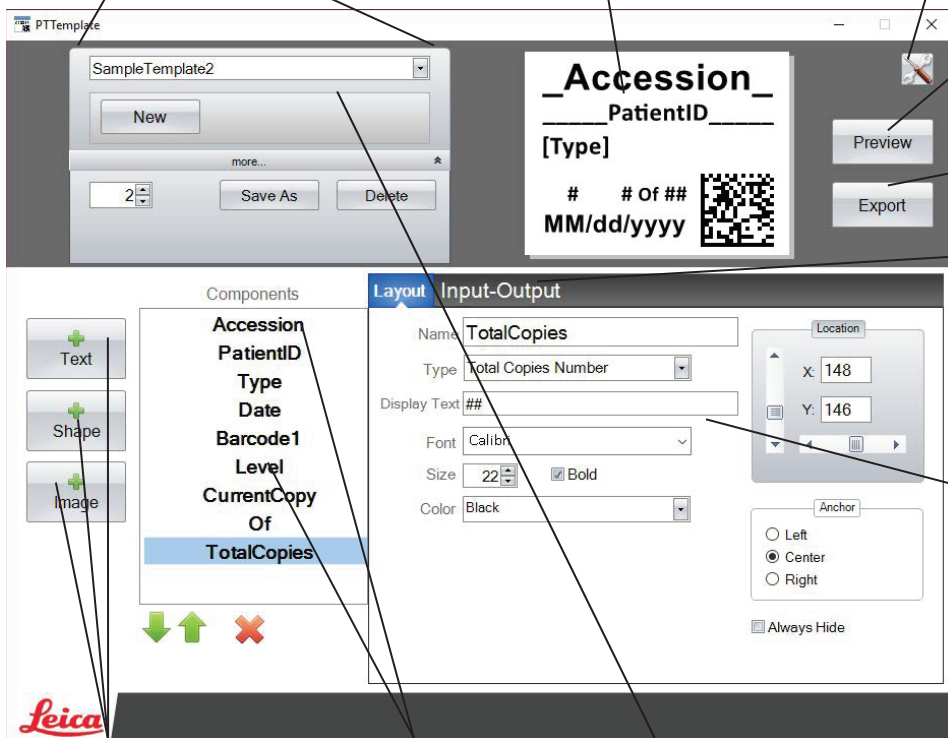 PTTemplate
SampleTemplate2
New
more...
2
Save As
Delete
_Accession_
_____PatientID_____
[Type]
# # Of ##
MM/dd/yyyy
Preview
Export
Components
Layout Input-Output
Text
Shape
Image
Accession
PatientID
Type
Date
Barcode1
Level
CurrentCopy
Of
TotalCopies
Name TotalCopies
Type Total Copies Number
Display Text ##
Font Calibri
Size 22 Bold
Color Black
Location
X: 148
Y: 146
Anchor
Left
Center
Right
Always Hide
Leica